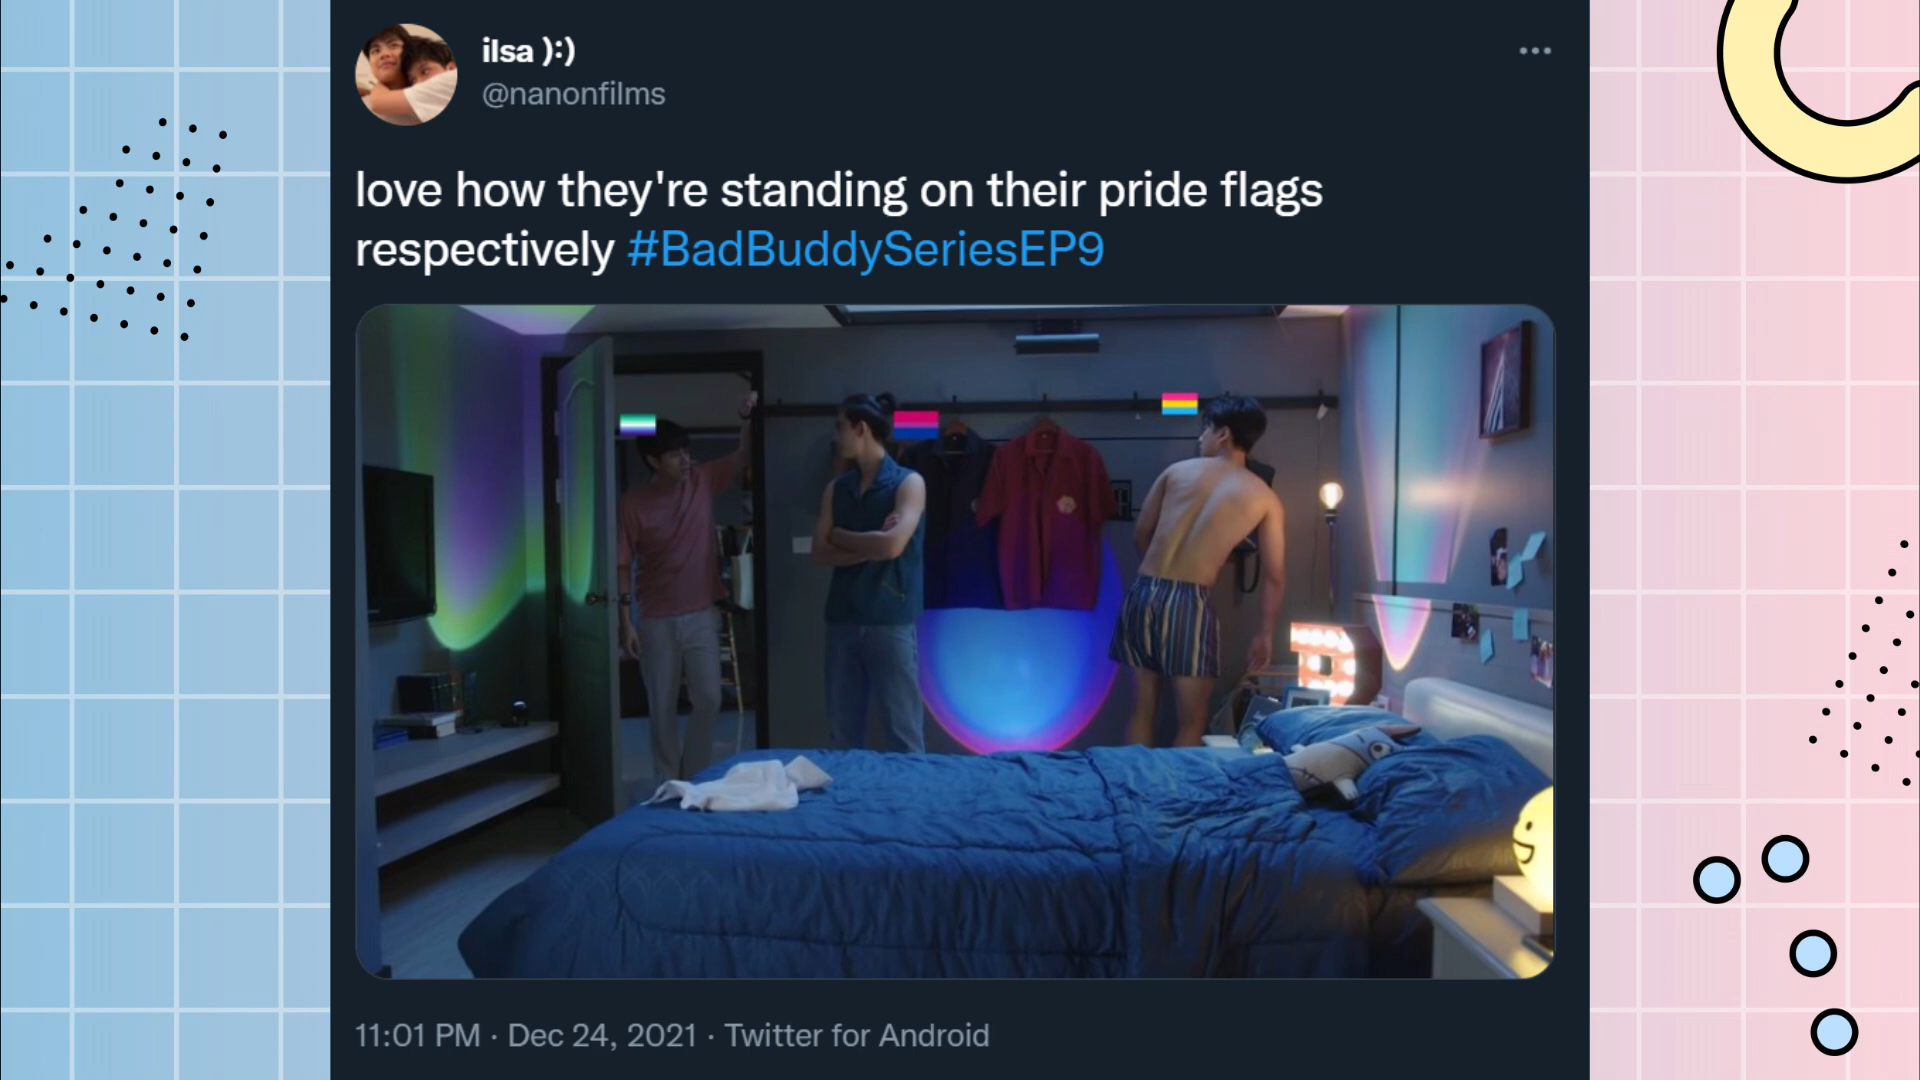 ilsa ):)
@nanonfilms
love how they're standing on their pride flags
respectively #BadBuddySeriesEP9
11:01 PM · Dec 24, 2021 · Twitter for Android